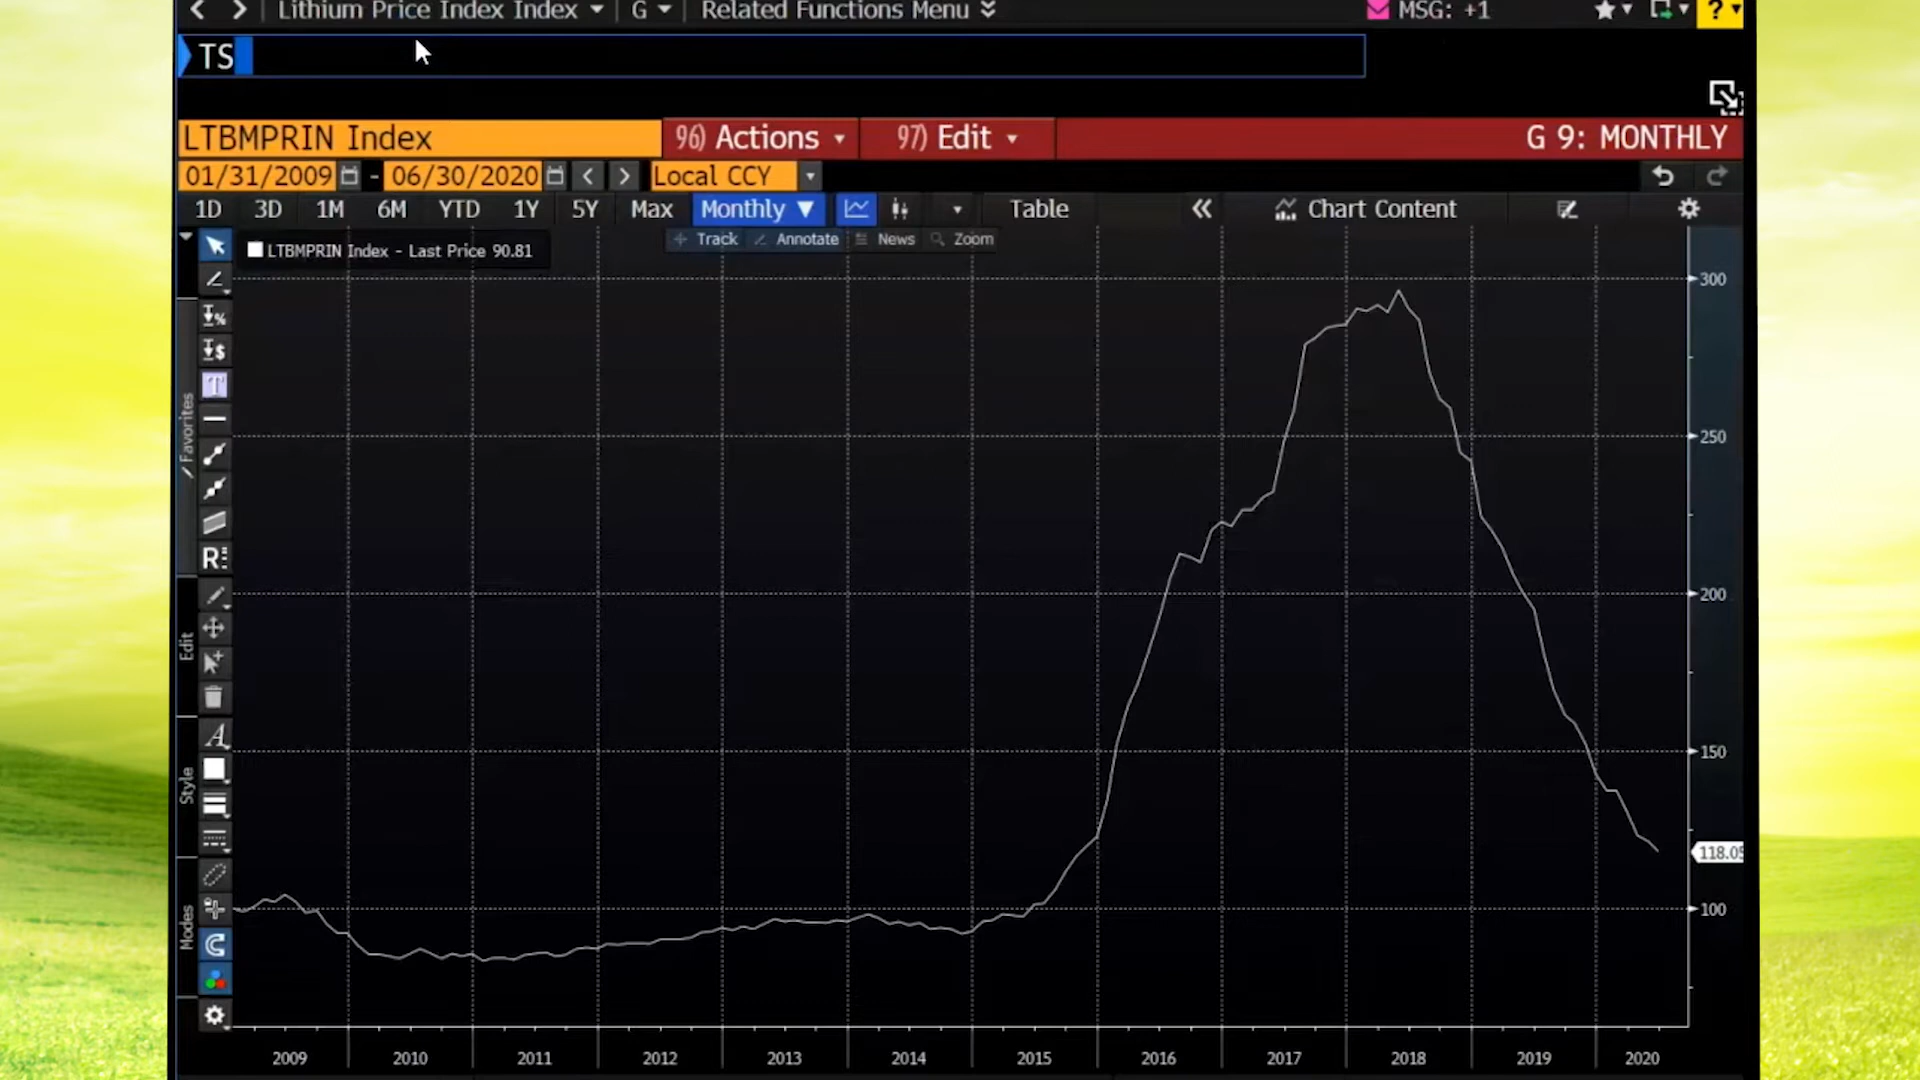 Lithium Price Index Index G Related Functions Menu MSG: +1 ?
TS
LTBMPRIN Index 96) Actions 97) Edit G 9: MONTHLY
01/31/2009 - 06/30/2020 Local CCY
1D 3D 1M 6M YTD 1Y 5Y Max Monthly Table Chart Content
Track Annotate News Zoom
LTBMPRIN Index - Last Price 90.81
300
250
200
150
118.05
100
Favorites
Edit
Style
Modes
%
$
T
R
A
2009 2010 2011 2012 2013 2014 2015 2016 2017 2018 2019 2020